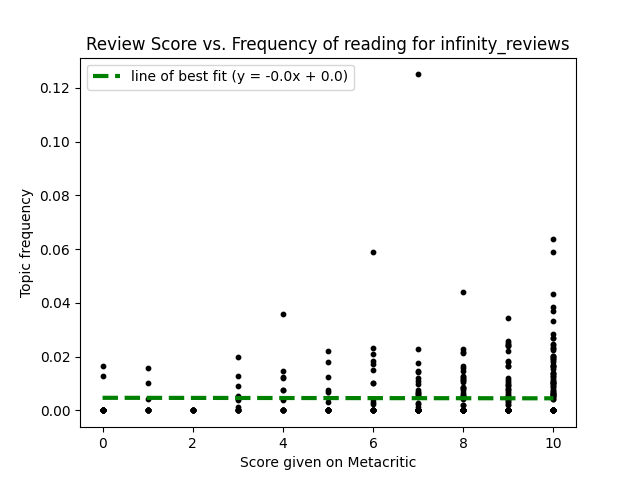 Review Score vs. Frequency of reading for infinity_reviews
line of best fit (y = -0.0x + 0.0)
0.12
0.10
0.08
0.06
0.04
0.02
0.00
Topic frequency
0 2 4 6 8 10
Score given on Metacritic